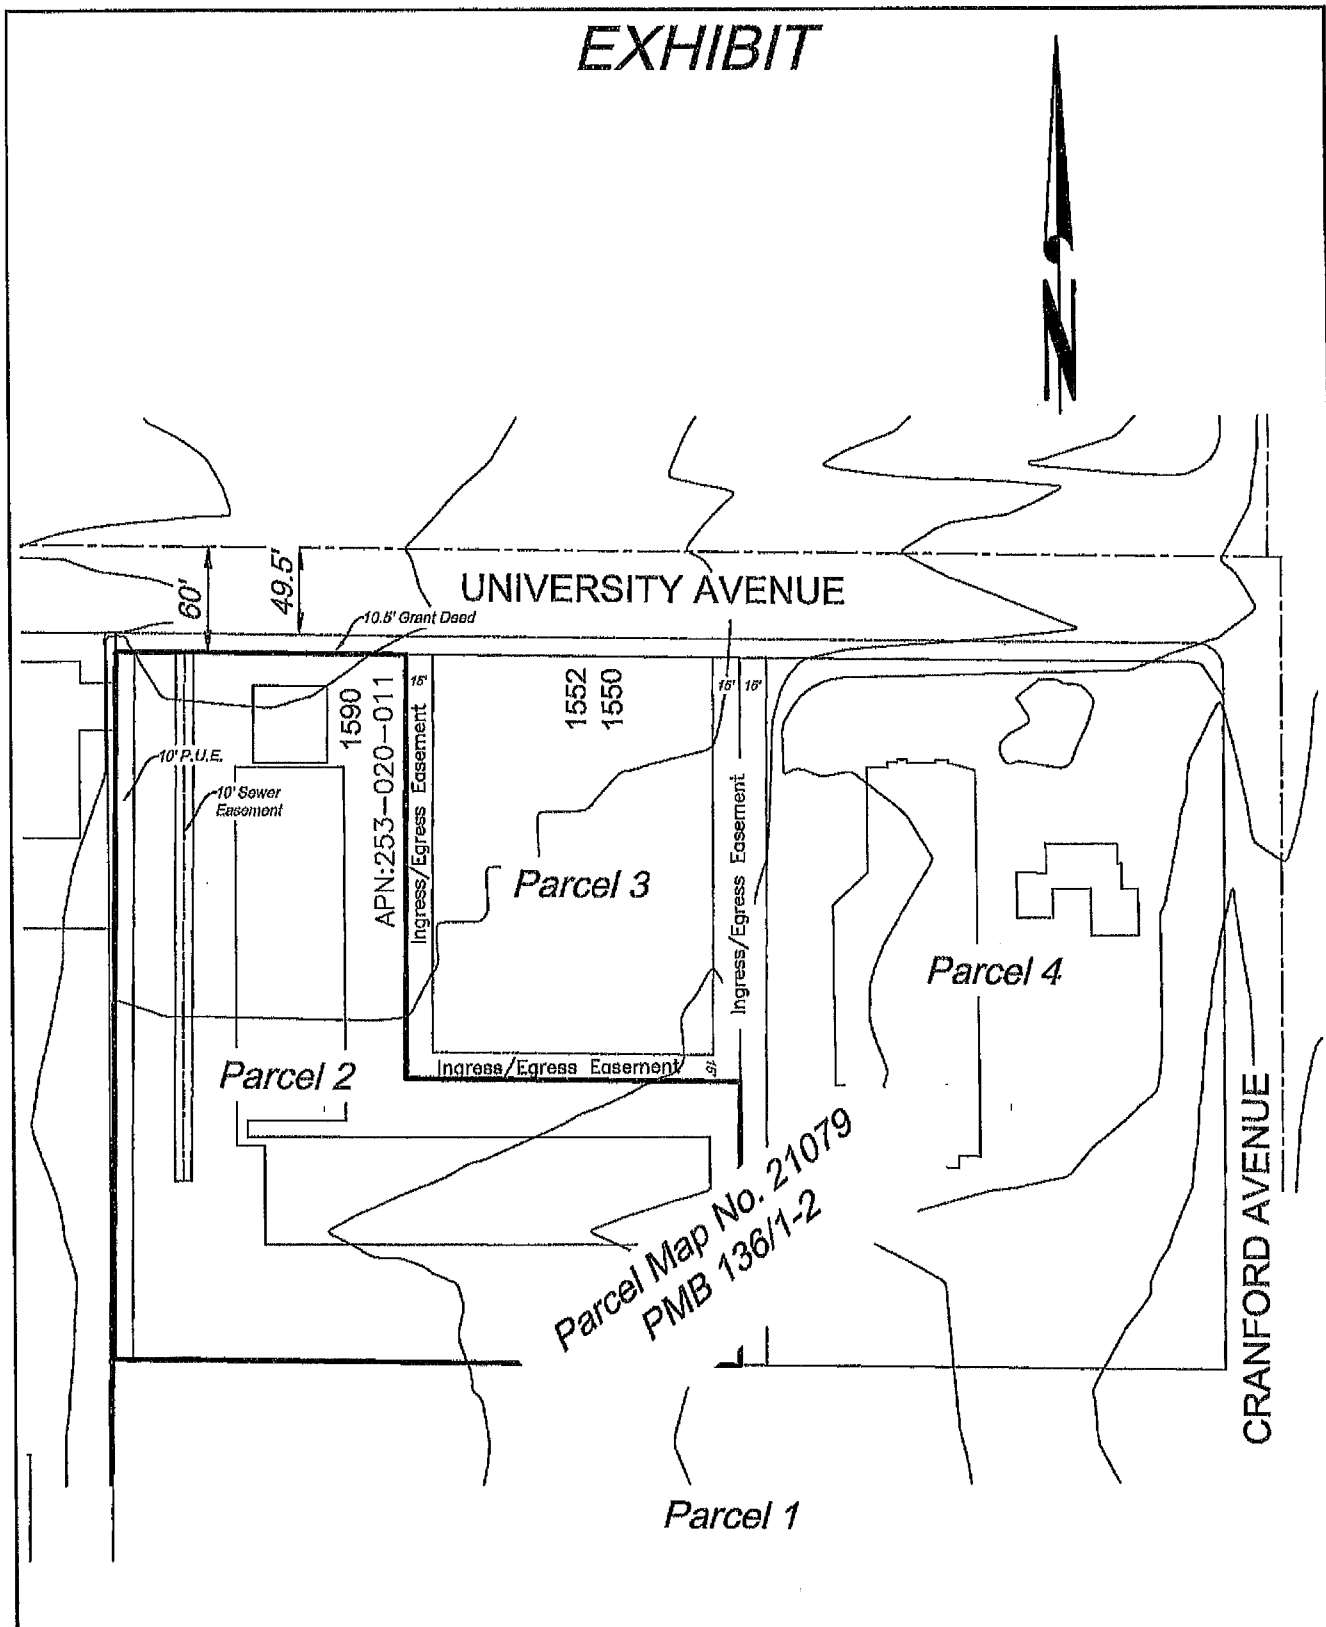 EXHIBIT
N
60'
49.5'
UNIVERSITY AVENUE
10.5' Grant Deed
1590
APN:253-020-011
15'
Ingress/Egress Easement
1552
1550
15'
15'
10' P.U.E.
10' Sewer
Easement
Ingress/Egress Easement
Parcel 3
Parcel 4
Parcel 2
Ingress/Egress Easement
15'
Parcel Map No. 21079
PMB 136/1-2
CRANFORD AVENUE
Parcel 1